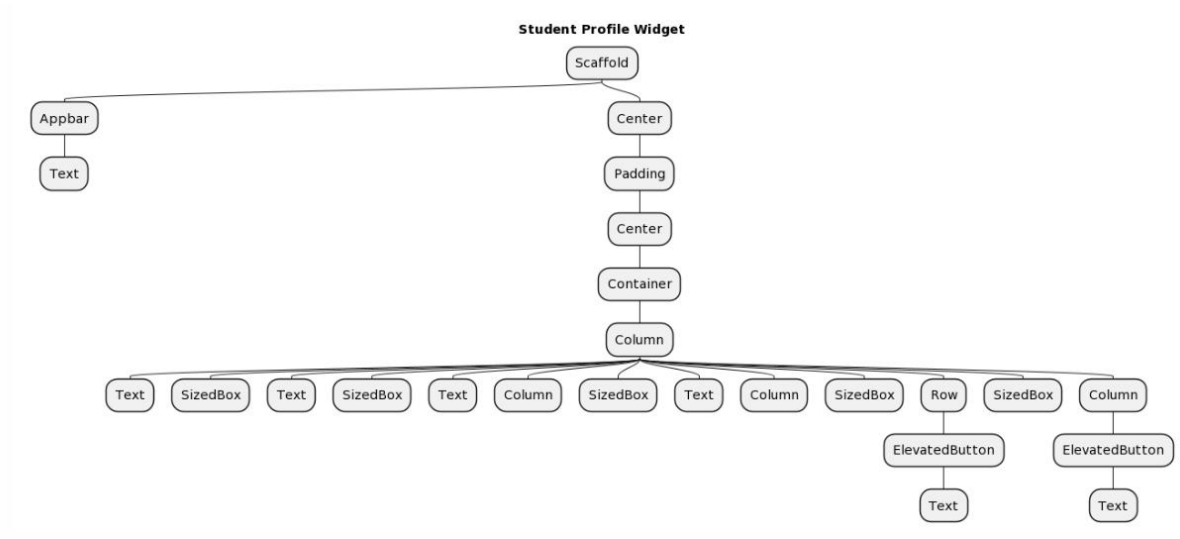 Student Profile Widget
Scaffold
Appbar Center
Text Padding
Center
Container
Column
Text SizedBox Text SizedBox Text Column SizedBox Text Column SizedBox Row SizedBox Column
ElevatedButton ElevatedButton
Text Text